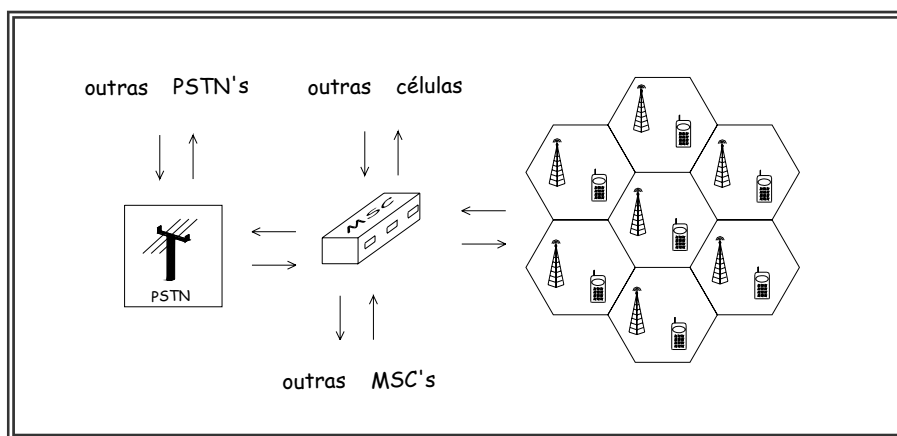 outras PSTN's
outras células
MSC
PSTN
outras MSC's